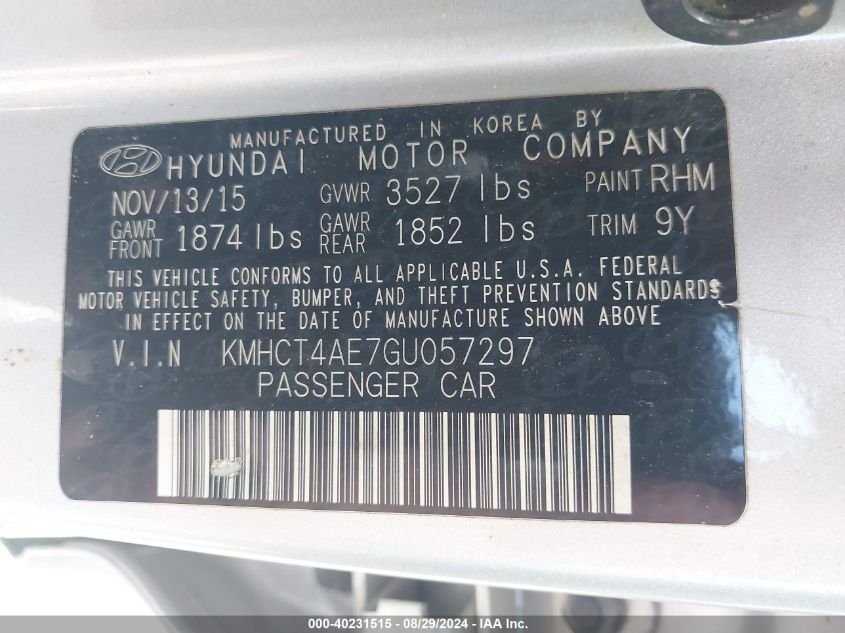 MANUFACTURED IN KOREA BY
HYUNDAI MOTOR COMPANY
NOV/13/15 GVWR 3527 lbs PAINT RHM
GAWR FRONT 1874 lbs GAWR REAR 1852 lbs TRIM 9Y
THIS VEHICLE CONFORMS TO ALL APPLICABLE U.S.A. FEDERAL
MOTOR VEHICLE SAFETY, BUMPER, AND THEFT PREVENTION STANDARDS
IN EFFECT ON THE DATE OF MANUFACTURE SHOWN ABOVE
V.I.N KMHCT4AE7GU057297
PASSENGER CAR
000-40231515 - 08/29/2024 - IAA Inc.